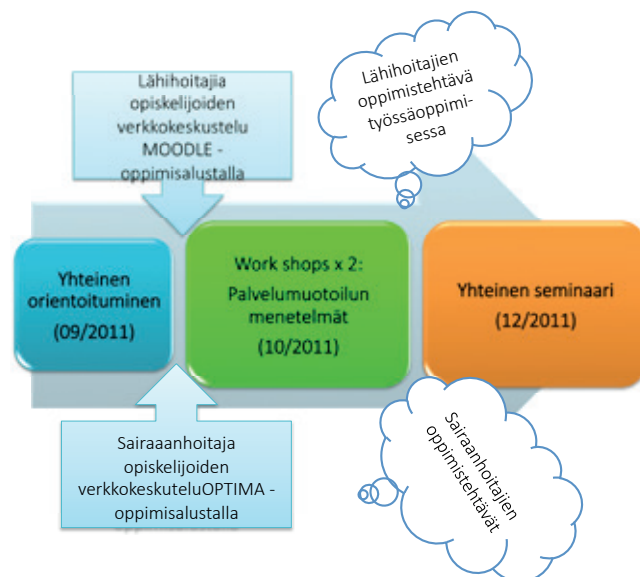 Lähihoitajia
opiskelijoiden
verkkokeskustelu
MOODLE -
oppimisalustalla
Lähihoitajien
oppimistehtävä
työssäoppimi-
sessa
Yhteinen
orientoituminen
(09/2011)
Work shops x 2:
Palvelumuotoilun
menetelmät
(10/2011)
Yhteinen seminaari
(12/2011)
Sairaaanhoitaja
opiskelijoiden
verkkokeskuteluOPTIMA -
oppimisalustalla
Sairaanhoitajien
oppimistehtävät